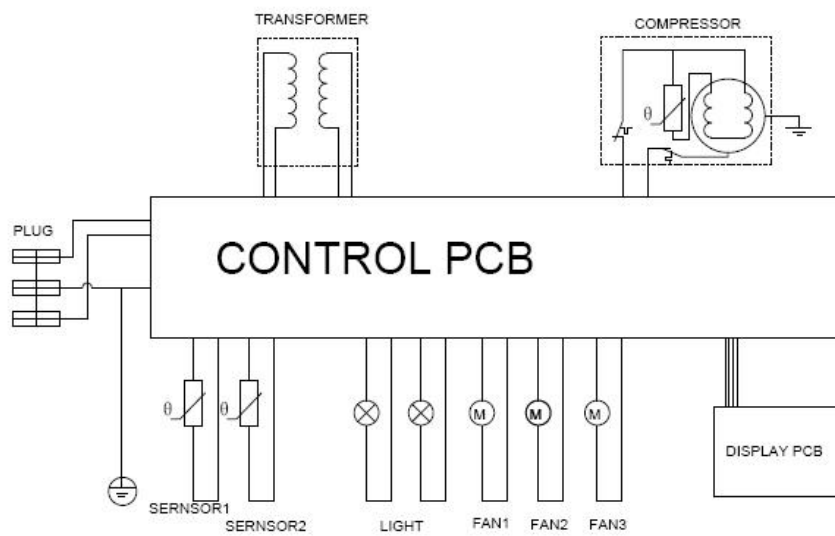 TRANSFORMER
COMPRESSOR
θ
PLUG
CONTROL PCB
θ
θ
M
M
M
DISPLAY PCB
SERNSOR1
SERNSOR2
LIGHT
FAN1
FAN2
FAN3